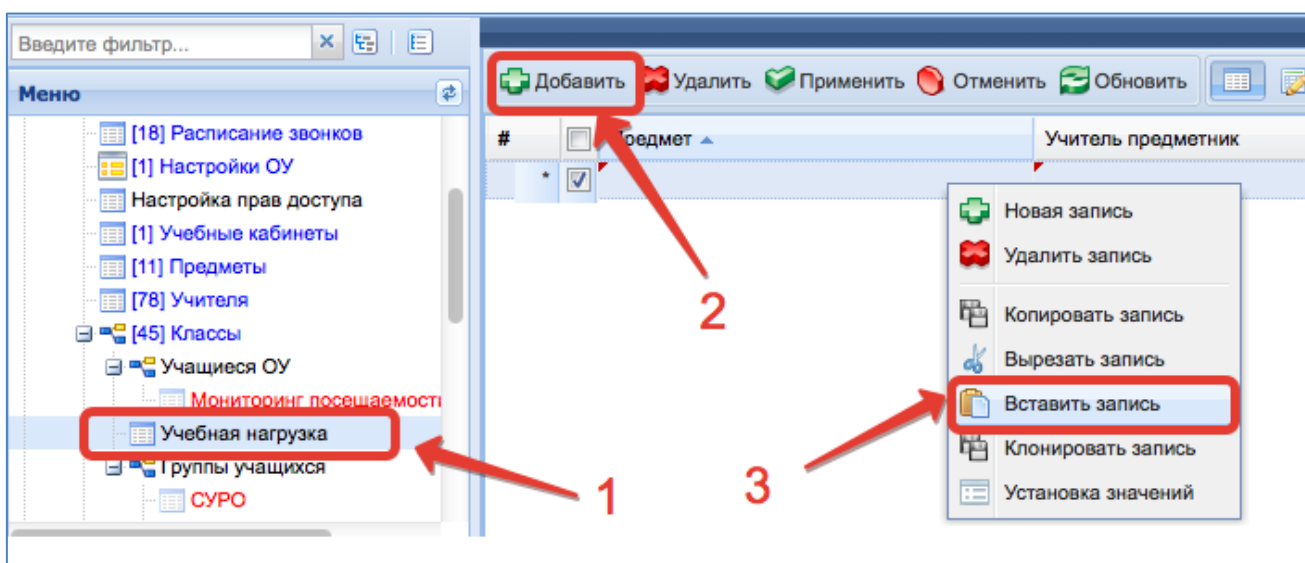 Введите фильтр...
Меню
[18] Расписание звонков
[1] Настройки ОУ
Настройка прав доступа
[1] Учебные кабинеты
[11] Предметы
[78] Учителя
[45] Классы
Учащиеся ОУ
Мониторинг посещаемости
Учебная нагрузка
Группы учащихся
СУРО
1
Добавить Удалить Применить Отменить Обновить
# Предмет Учитель предметник
*
2
Новая запись
Удалить запись
Копировать запись
Вырезать запись
Вставить запись
Клонировать запись
Установка значений
3